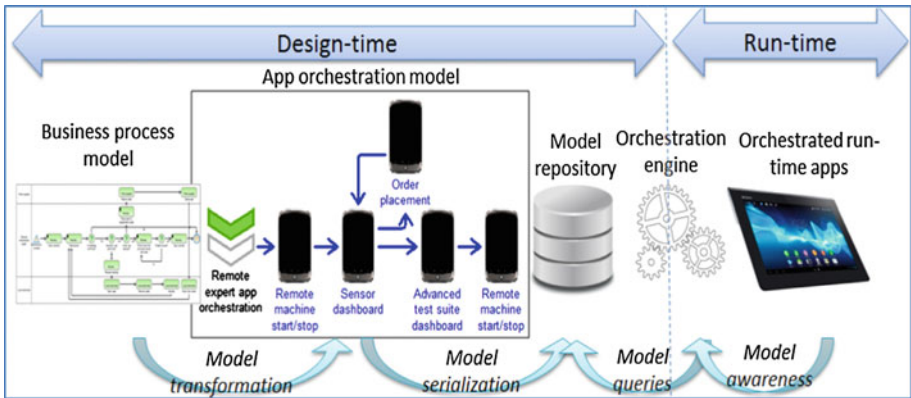 Design-time
Run-time
App orchestration model
Business process
model
Order
placement
Remote
expert app
orchestration
Remote
machine
start/stop
Sensor
dashboard
Advanced
test suite
dashboard
Remote
machine
start/stop
Model
repository
Orchestration
engine
Orchestrated run-
time apps
Model
transformation
Model
serialization
Model
queries
Model
awareness